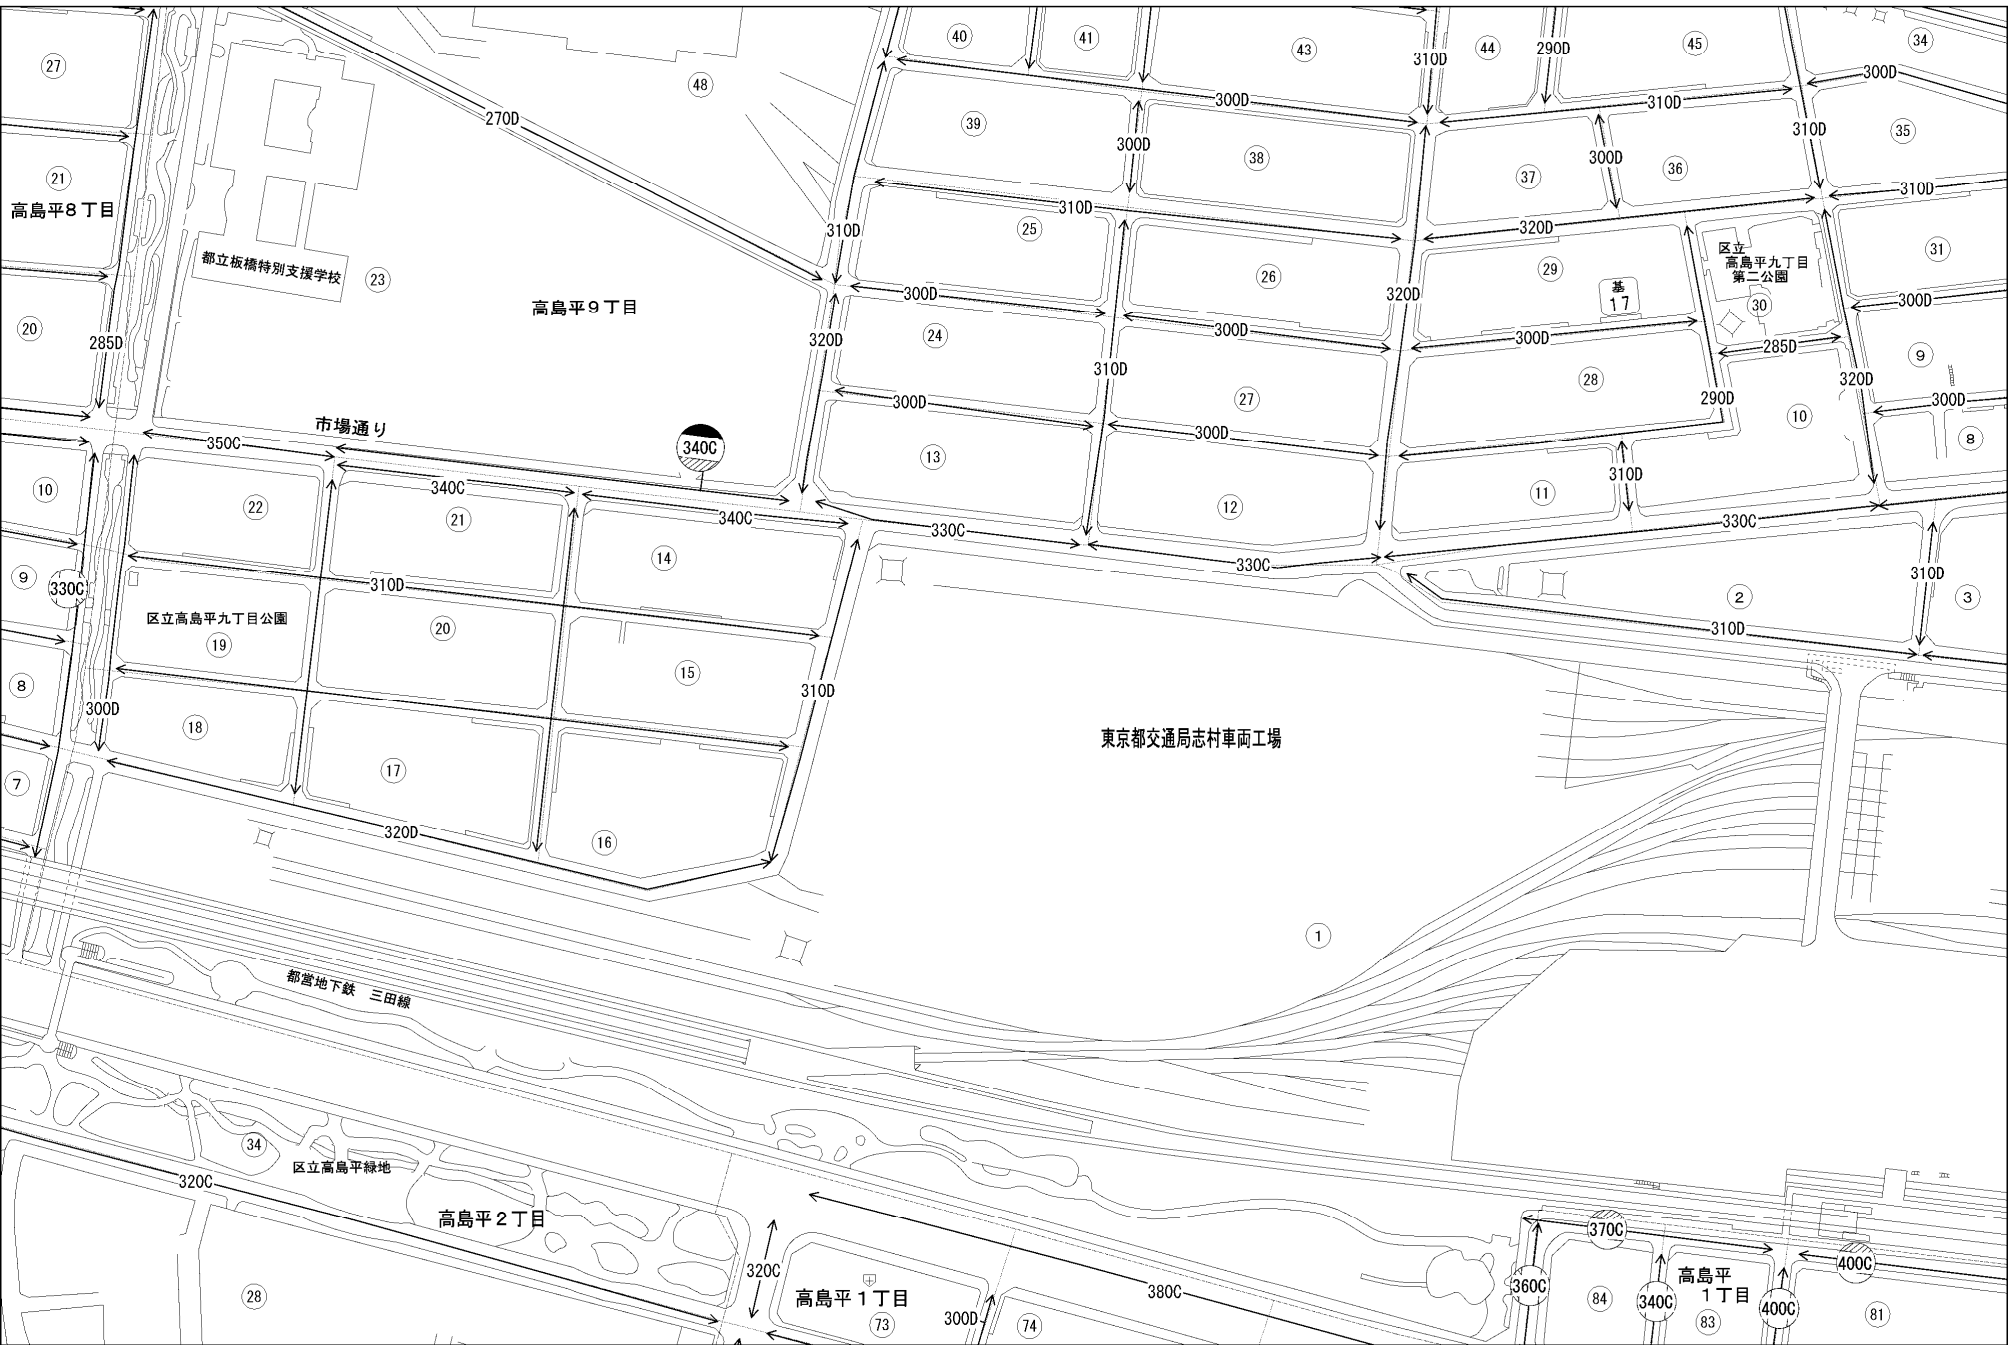 40
41
43
44
290D
45
34
27
310D
300D
48
300D
310D
270D
39
300D
38
37
300D
36
310D
35
21
高島平8丁目
310D
310D
320D
310D
25
26
29
区立
高島平九丁目
第二公園
30
31
都立板橋特別支援学校
23
高島平9丁目
基
17
300D
320D
300D
20
285D
320D
24
300D
300D
285D
9
310D
28
320D
300D
27
290D
300D
10
市場通り
350C
340C
13
300D
8
10
22
340C
21
340C
330C
12
11
310D
330C
14
330C
9
330C
310D
310D
2
3
区立高島平九丁目公園
19
20
310D
8
15
310D
300D
18
17
東京都交通局志村車両工場
7
320D
16
1
都営地下鉄 三田線
34
区立高島平緑地
320C
高島平2丁目
370C
320C
380C
400C
28
高島平1丁目
73
300D
74
360C
84
340C
高島平
1丁目
83
400C
81